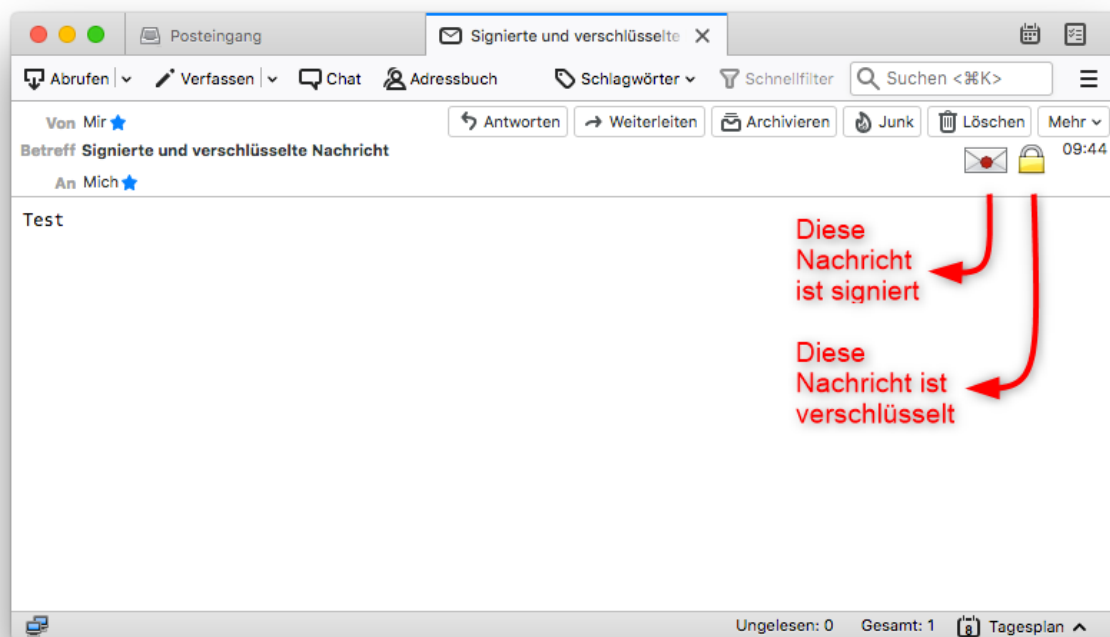 Posteingang
Signierte und verschlüsselte
Abrufen Verfassen Chat Adressbuch Schlagwörter Schnellfilter Suchen <⌘K>
Von Mir Antworten Weiterleiten Archivieren Junk Löschen Mehr
Betreff Signierte und verschlüsselte Nachricht 09:44
An Mich
Test
Diese
Nachricht
ist signiert
Diese
Nachricht ist
verschlüsselt
Ungelesen: 0 Gesamt: 1 8 Tagesplan